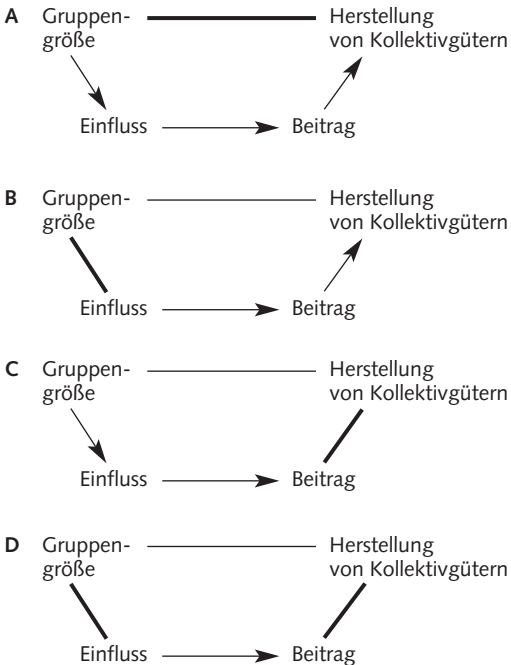 A Gruppen- Herstellung
größe von Kollektivgütern
Einfluss Beitrag
B Gruppen- Herstellung
größe von Kollektivgütern
Einfluss Beitrag
C Gruppen- Herstellung
größe von Kollektivgütern
Einfluss Beitrag
D Gruppen- Herstellung
größe von Kollektivgütern
Einfluss Beitrag